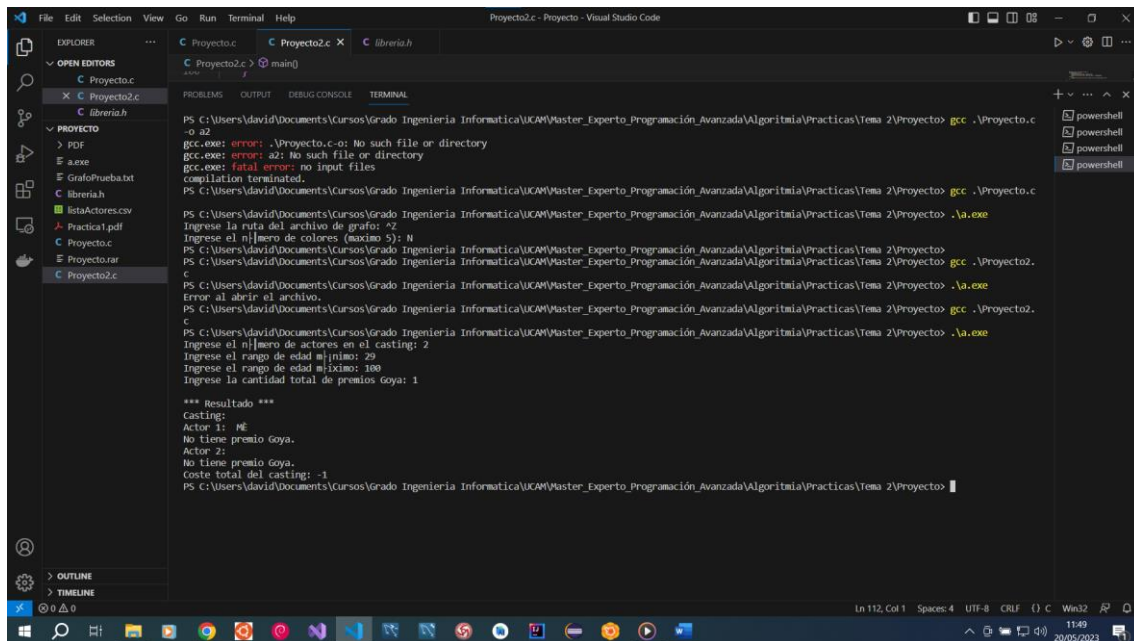 File Edit Selection View Go Run Terminal Help
Proyecto2.c - Proyecto - Visual Studio Code
EXPLORER
OPEN EDITORS
C Proyecto.c
C Proyecto2.c
C libreria.h
PROYECTO
PDF
a.exe
GrafoPrueba.txt
C libreria.h
listaActores.csv
Practica1.pdf
C Proyecto.c
Proyecto.rar
C Proyecto2.c
OUTLINE
TIMELINE
C Proyecto.c C Proyecto2.c C libreria.h
C Proyecto2.c > main()
PROBLEMS OUTPUT DEBUG CONSOLE TERMINAL
PS C:\Users\david\Documents\Cursos\Grado Ingenieria Informatica\UCAM\Master_Experto_Programación_Avanzada\Algoritmia\Practicas\Tema 2\Proyecto> gcc .\Proyecto.c
-o a2
gcc.exe: error: .\Proyecto.c-o: No such file or directory
gcc.exe: error: a2: No such file or directory
gcc.exe: fatal error: no input files
compilation terminated.
PS C:\Users\david\Documents\Cursos\Grado Ingenieria Informatica\UCAM\Master_Experto_Programación_Avanzada\Algoritmia\Practicas\Tema 2\Proyecto> gcc .\Proyecto.c
PS C:\Users\david\Documents\Cursos\Grado Ingenieria Informatica\UCAM\Master_Experto_Programación_Avanzada\Algoritmia\Practicas\Tema 2\Proyecto> .\a.exe
Ingrese la ruta del archivo de grafo: ^Z
Ingrese el n├║mero de colores (maximo 5): N
PS C:\Users\david\Documents\Cursos\Grado Ingenieria Informatica\UCAM\Master_Experto_Programación_Avanzada\Algoritmia\Practicas\Tema 2\Proyecto>
PS C:\Users\david\Documents\Cursos\Grado Ingenieria Informatica\UCAM\Master_Experto_Programación_Avanzada\Algoritmia\Practicas\Tema 2\Proyecto> gcc .\Proyecto2.
c
PS C:\Users\david\Documents\Cursos\Grado Ingenieria Informatica\UCAM\Master_Experto_Programación_Avanzada\Algoritmia\Practicas\Tema 2\Proyecto> .\a.exe
Error al abrir el archivo.
PS C:\Users\david\Documents\Cursos\Grado Ingenieria Informatica\UCAM\Master_Experto_Programación_Avanzada\Algoritmia\Practicas\Tema 2\Proyecto> gcc .\Proyecto2.
c
PS C:\Users\david\Documents\Cursos\Grado Ingenieria Informatica\UCAM\Master_Experto_Programación_Avanzada\Algoritmia\Practicas\Tema 2\Proyecto> .\a.exe
Ingrese el n├║mero de actores en el casting: 2
Ingrese el rango de edad m├¡nimo: 29
Ingrese el rango de edad m├íximo: 100
Ingrese la cantidad total de premios Goya: 1
*** Resultado ***
Casting:
Actor 1: MÈ
No tiene premio Goya.
Actor 2:
No tiene premio Goya.
Coste total del casting: -1
PS C:\Users\david\Documents\Cursos\Grado Ingenieria Informatica\UCAM\Master_Experto_Programación_Avanzada\Algoritmia\Practicas\Tema 2\Proyecto>
powershell
powershell
powershell
powershell
0 0
Ln 112, Col 1 Spaces: 4 UTF-8 CRLF {} C Win32
11:49
20/05/2023